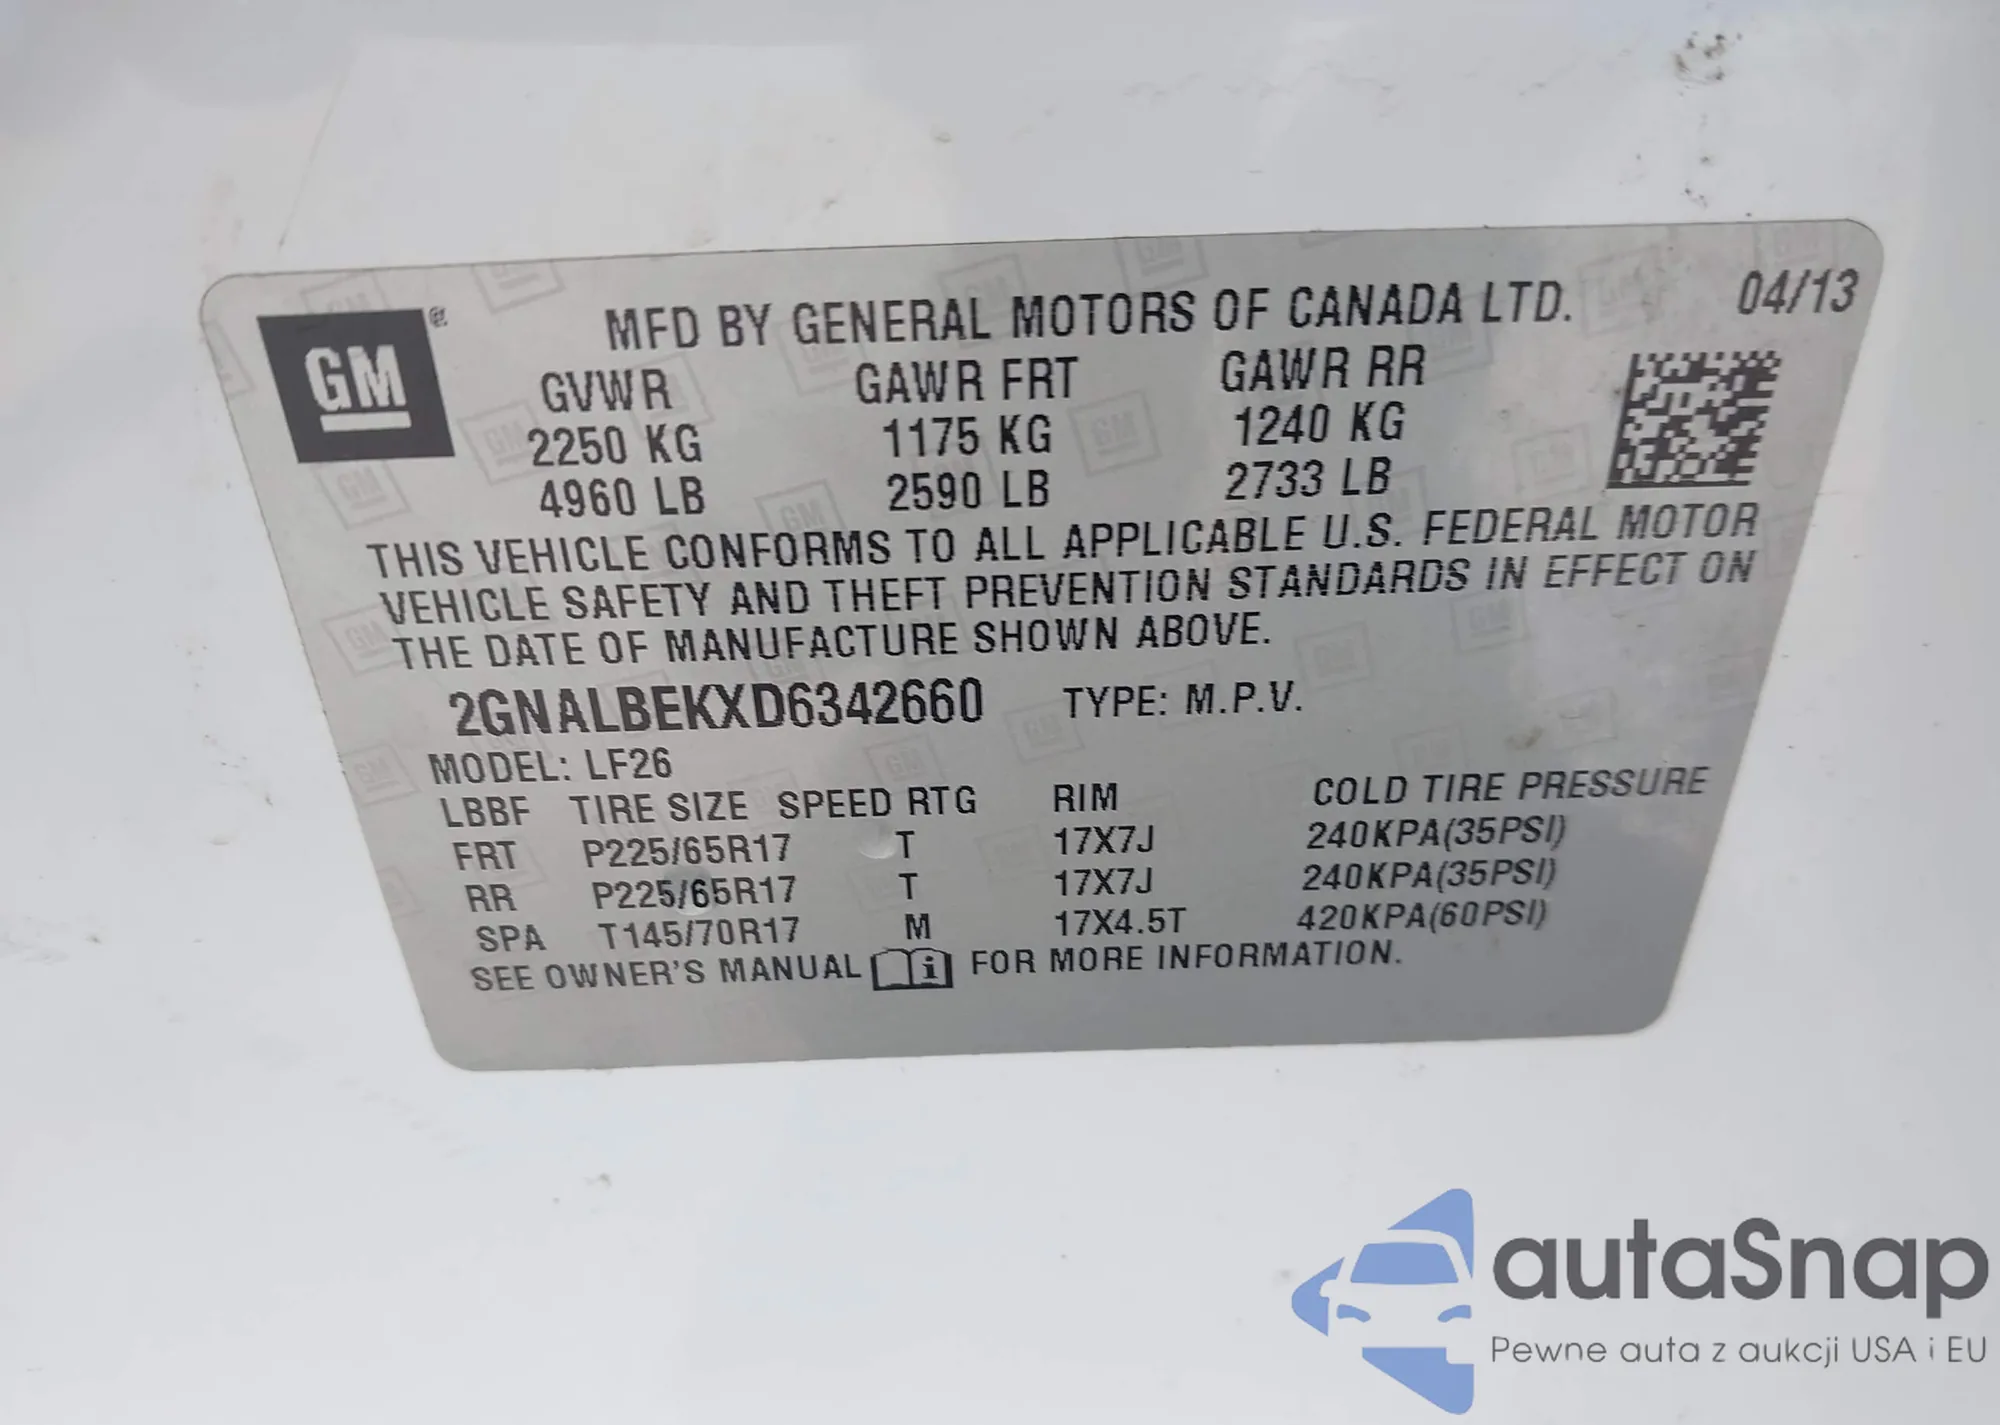 GM
MFD BY GENERAL MOTORS OF CANADA LTD. 04/13
GVWR GAWR FRT GAWR RR
2250 KG 1175 KG 1240 KG
4960 LB 2590 LB 2733 LB
THIS VEHICLE CONFORMS TO ALL APPLICABLE U.S. FEDERAL MOTOR
VEHICLE SAFETY AND THEFT PREVENTION STANDARDS IN EFFECT ON
THE DATE OF MANUFACTURE SHOWN ABOVE.
2GNALBEKXD6342660 TYPE: M.P.V.
MODEL: LF26
LBBF TIRE SIZE SPEED RTG RIM COLD TIRE PRESSURE
FRT P225/65R17 T 17X7J 240KPA(35PSI)
RR P225/65R17 T 17X7J 240KPA(35PSI)
SPA T145/70R17 M 17X4.5T 420KPA(60PSI)
SEE OWNER'S MANUAL i FOR MORE INFORMATION.
autaSnap
Pewne auta z aukcji USA i EU